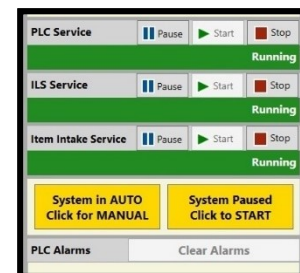 PLC Service Pause Start Stop
Running
ILS Service Pause Start Stop
Running
Item Intake Service Pause Start Stop
Running
System in AUTO System Paused
Click for MANUAL Click to START
PLC Alarms Clear Alarms